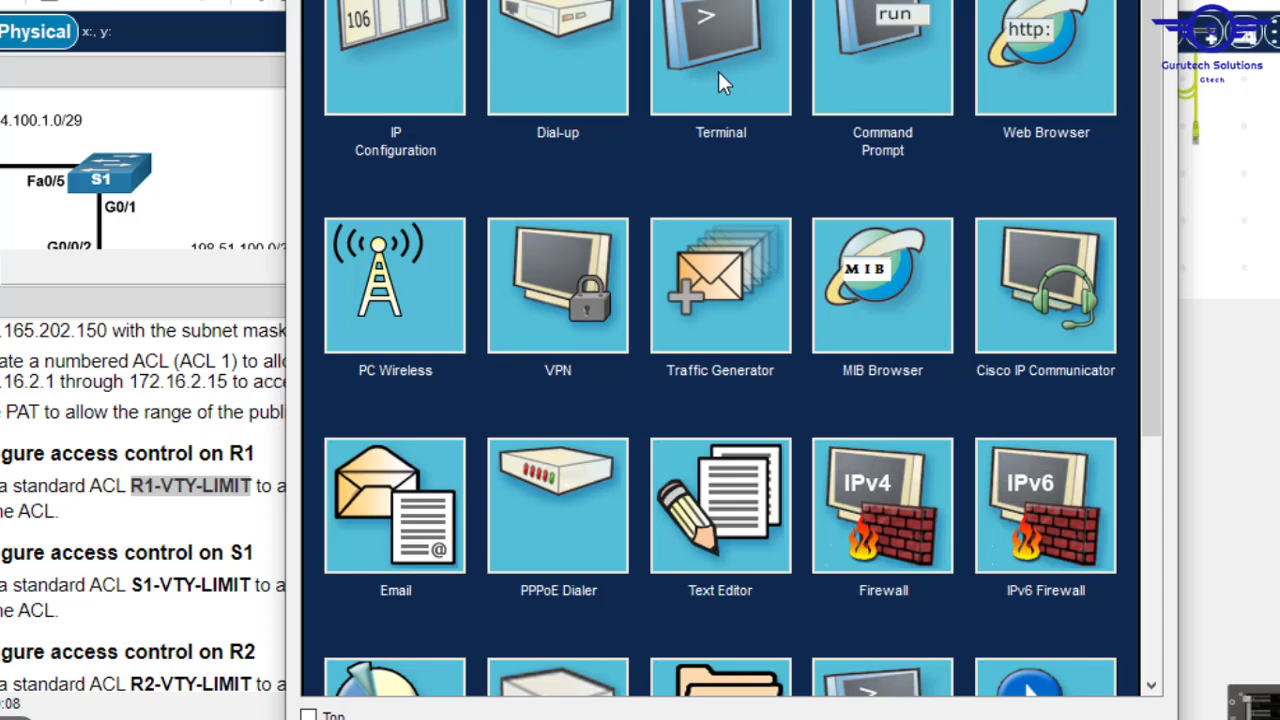 Physical
x:, y:
4.100.1.0/29
Fa0/5
S1
G0/1
G0/0/2
106
run
http:
Gurutech Solutions
Gtech
IP
Configuration
Dial-up
Terminal
Command
Prompt
Web Browser
MIB
PC Wireless
VPN
Traffic Generator
MIB Browser
Cisco IP Communicator
.165.202.150 with the subnet mask
ate a numbered ACL (ACL 1) to allo
.16.2.1 through 172.16.2.15 to acce
PAT to allow the range of the publi
gure access control on R1
a standard ACL R1-VTY-LIMIT to a
he ACL.
gure access control on S1
a standard ACL S1-VTY-LIMIT to a
he ACL.
gure access control on R2
a standard ACL R2-VTY-LIMIT to a
:08
@
IPv4
IPv6
Email
PPPoE Dialer
Text Editor
Firewall
IPv6 Firewall
Top